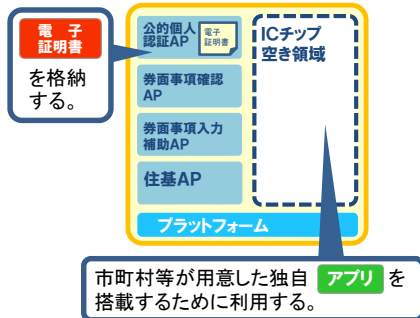 電子
証明書
を格納
する。
公的個人
認証AP
電子
証明書
券面事項確認
AP
券面事項入力
補助AP
住基AP
ICチップ
空き領域
プラットフォーム
市町村等が用意した独自 アプリ を
搭載するために利用する。